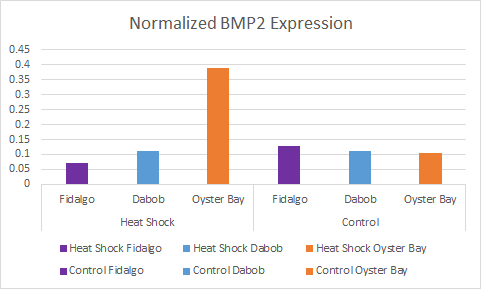 Normalized BMP2 Expression
0.45
0.4
0.35
0.3
0.25
0.2
0.15
0.1
0.05
0
Fidalgo Dabob Oyster Bay Fidalgo Dabob Oyster Bay
Heat Shock Control
Heat Shock Fidalgo Heat Shock Dabob Heat Shock Oyster Bay
Control Fidalgo Control Dabob Control Oyster Bay